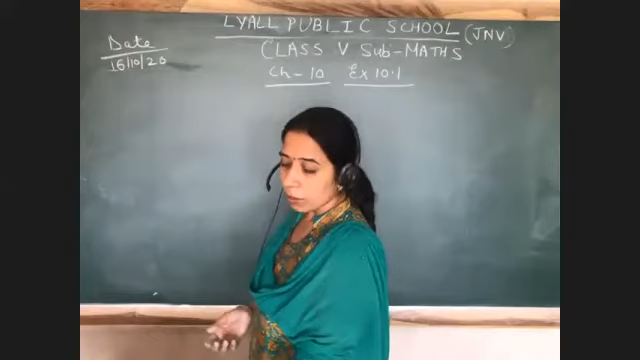 LYALL PUBLIC SCHOOL (JNV)
CLASS V Sub-MATHS
Date
16/10/20
Ch-10 Ex 10.1